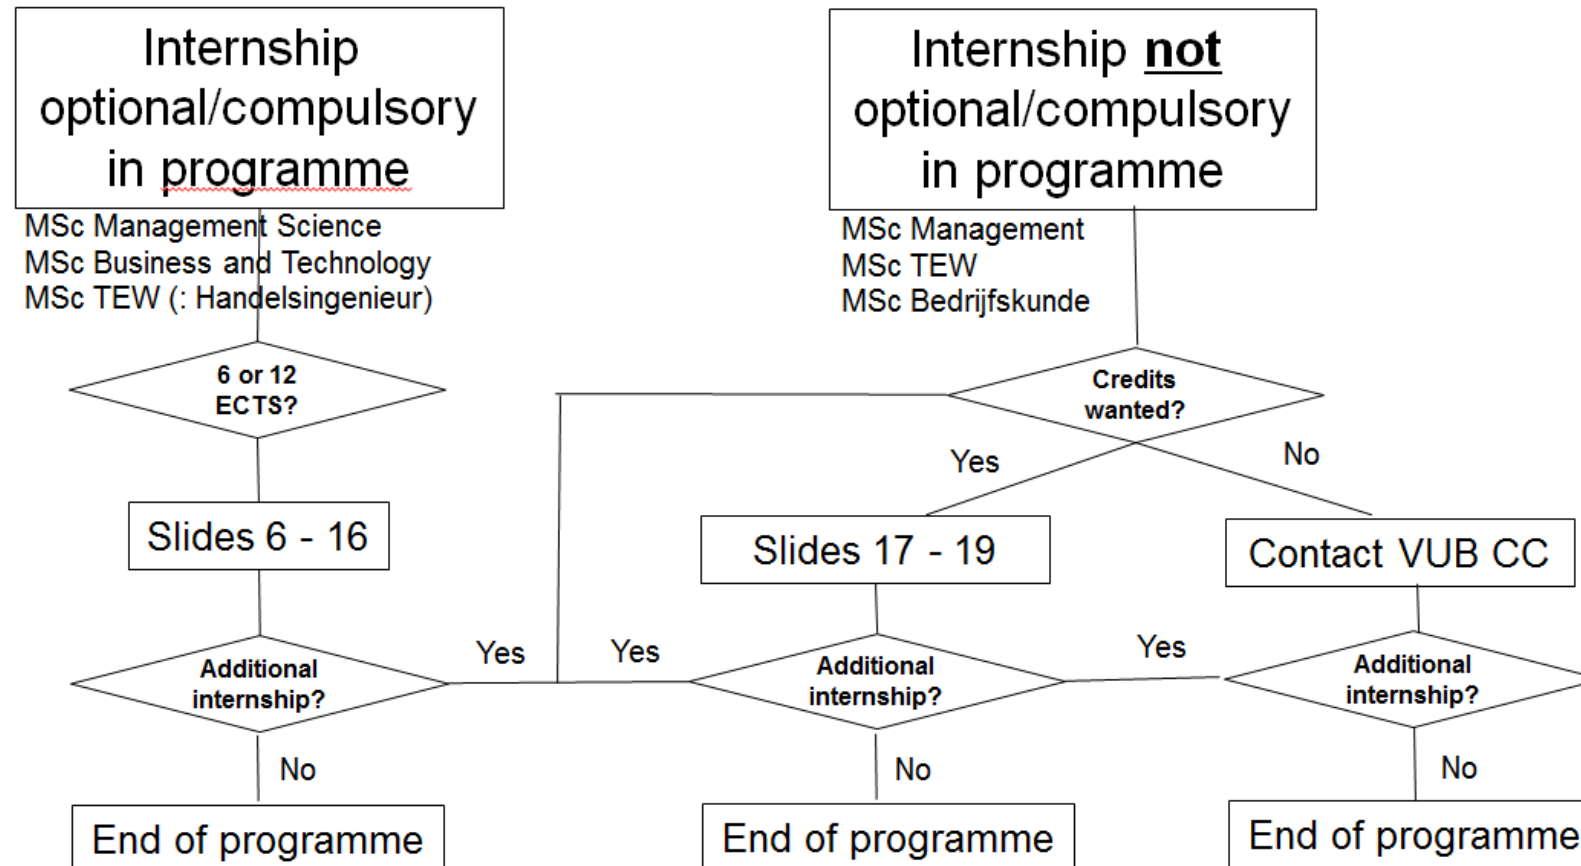 Internship
optional/compulsory
in programme
MSc Management Science
MSc Business and Technology
MSc TEW (: Handelsingenieur)
Internship not
optional/compulsory
in programme
MSc Management
MSc TEW
MSc Bedrijfskunde
6 or 12
ECTS?
Credits
wanted?
Yes
No
Slides 6 - 16
Slides 17 - 19
Contact VUB CC
Additional
internship?
Yes
Yes
Additional
internship?
Yes
Additional
internship?
No
No
No
End of programme
End of programme
End of programme